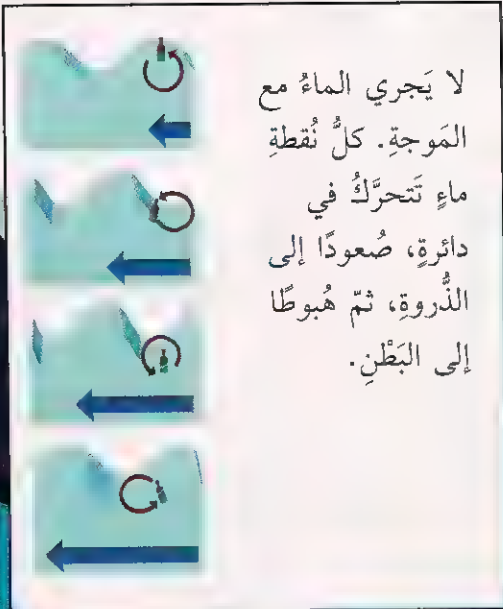 لا يَجري الماءُ مع
المَوجةِ. كلُّ نُقطةِ
ماءٍ تَتحرَّكُ في
دائرةٍ، صُعودًا إلى
الذُّروةِ، ثمّ هُبوطًا
إلى البَطْنِ.